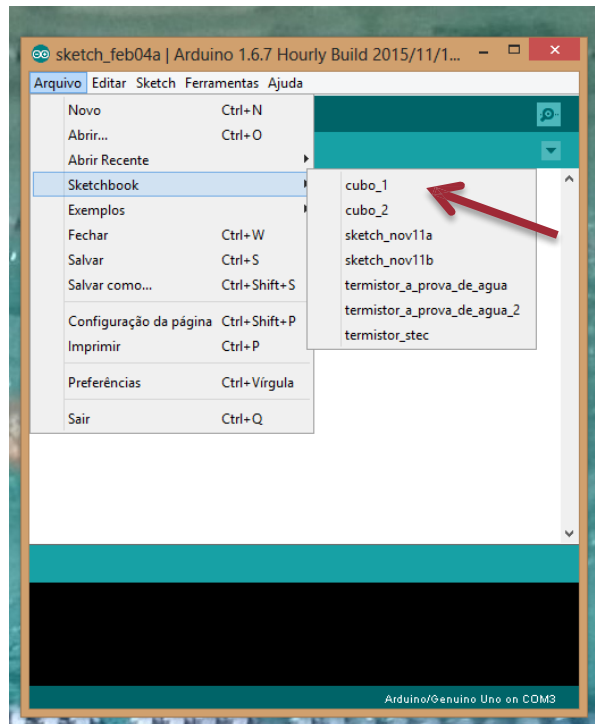 sketch_feb04a | Arduino 1.6.7 Hourly Build 2015/11/1...
Arquivo Editar Sketch Ferramentas Ajuda
Novo Ctrl+N
Abrir... Ctrl+O
Abrir Recente
Sketchbook
Exemplos
Fechar Ctrl+W
Salvar Ctrl+S
Salvar como... Ctrl+Shift+S
Configuração da página Ctrl+Shift+P
Imprimir Ctrl+P
Preferências Ctrl+Vírgula
Sair Ctrl+Q
cubo_1
cubo_2
sketch_nov11a
sketch_nov11b
termistor_a_prova_de_agua
termistor_a_prova_de_agua_2
termistor_stec
Arduino/Genuino Uno on COM3